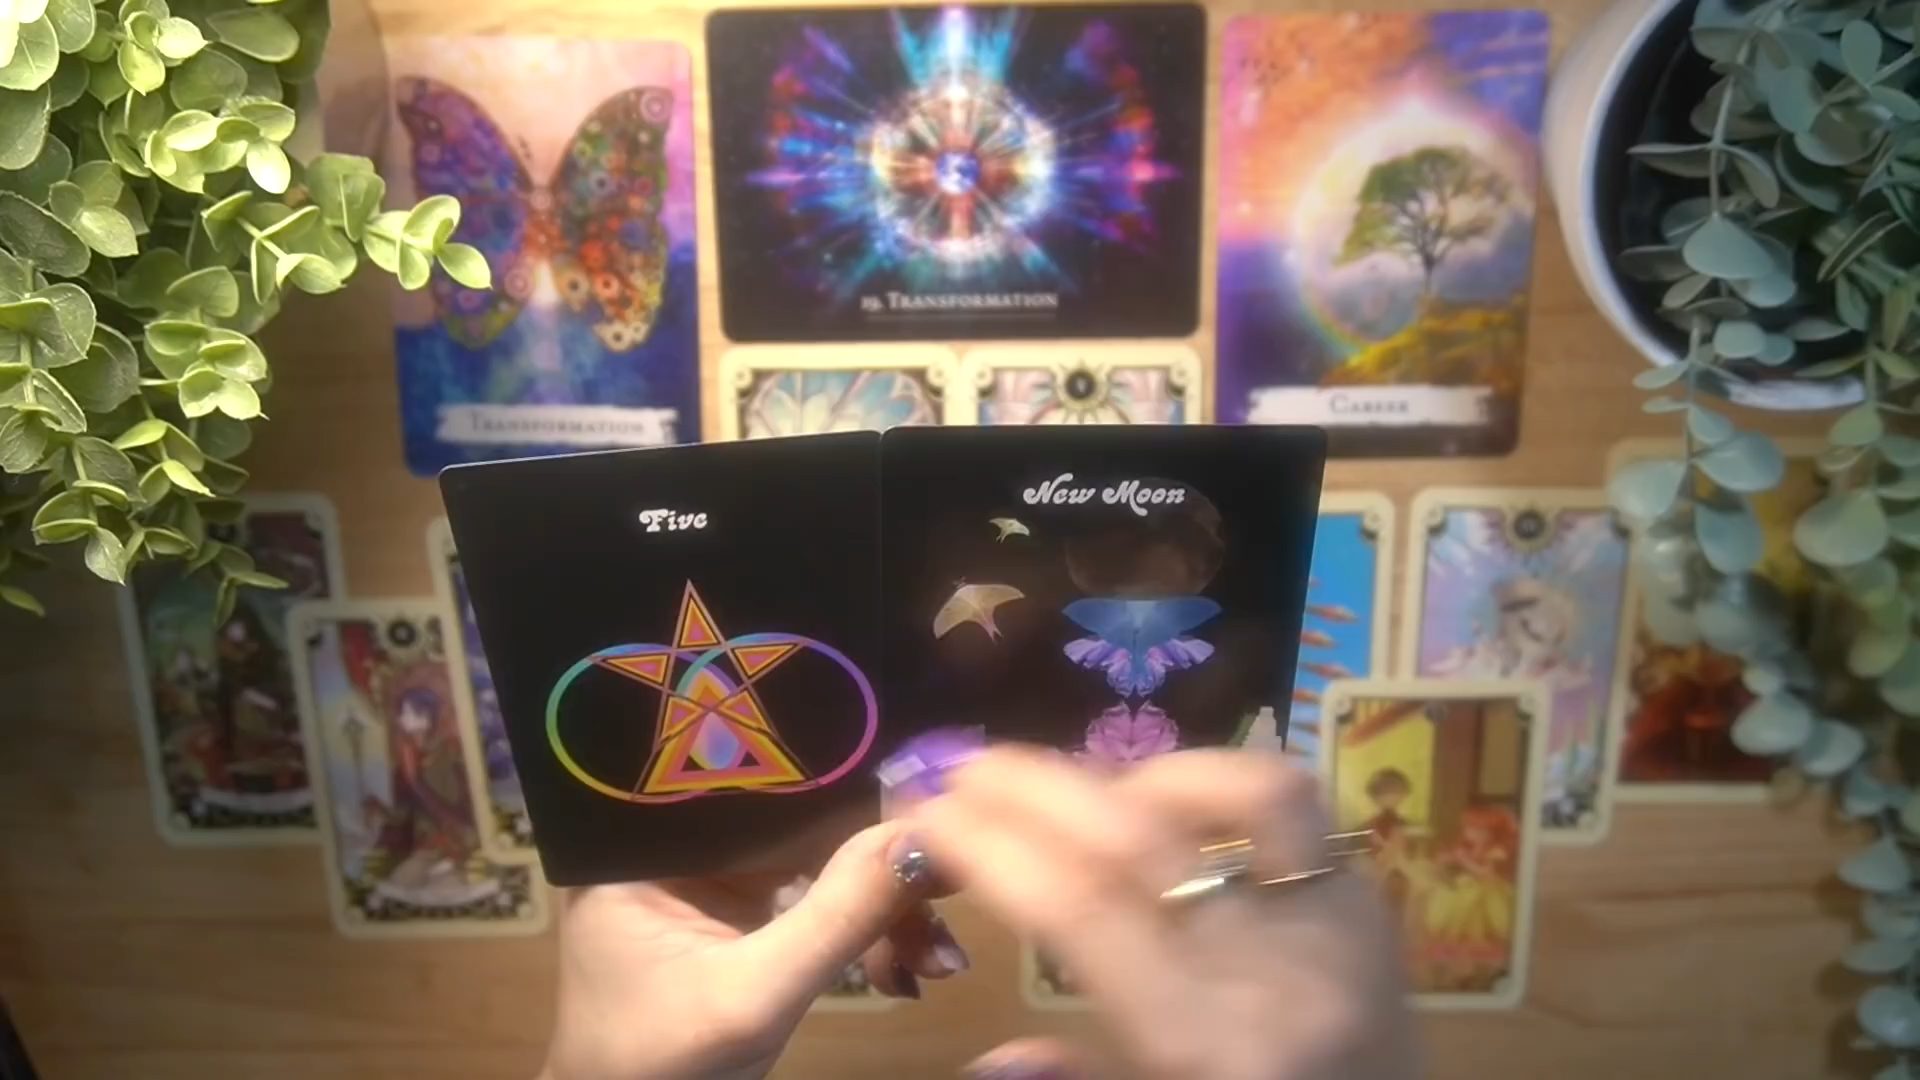 19. Transformation
Transformation
Career
Five
New Moon